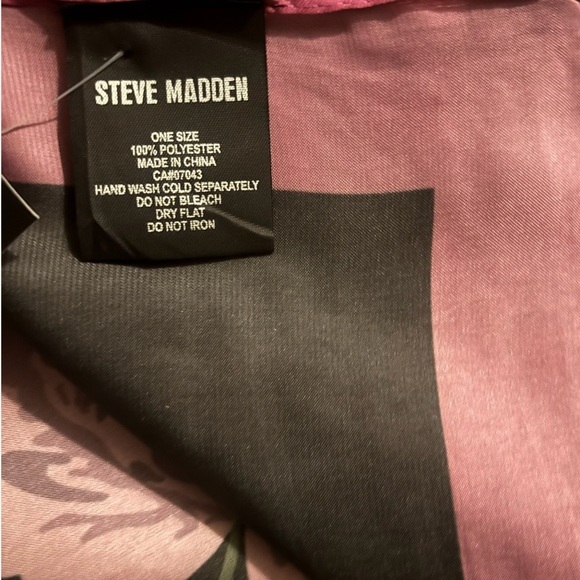 STEVE MADDEN
ONE SIZE
100% POLYESTER
MADE IN CHINA
CA#07043
HAND WASH COLD SEPARATELY
DO NOT BLEACH
DRY FLAT
DO NOT IRON